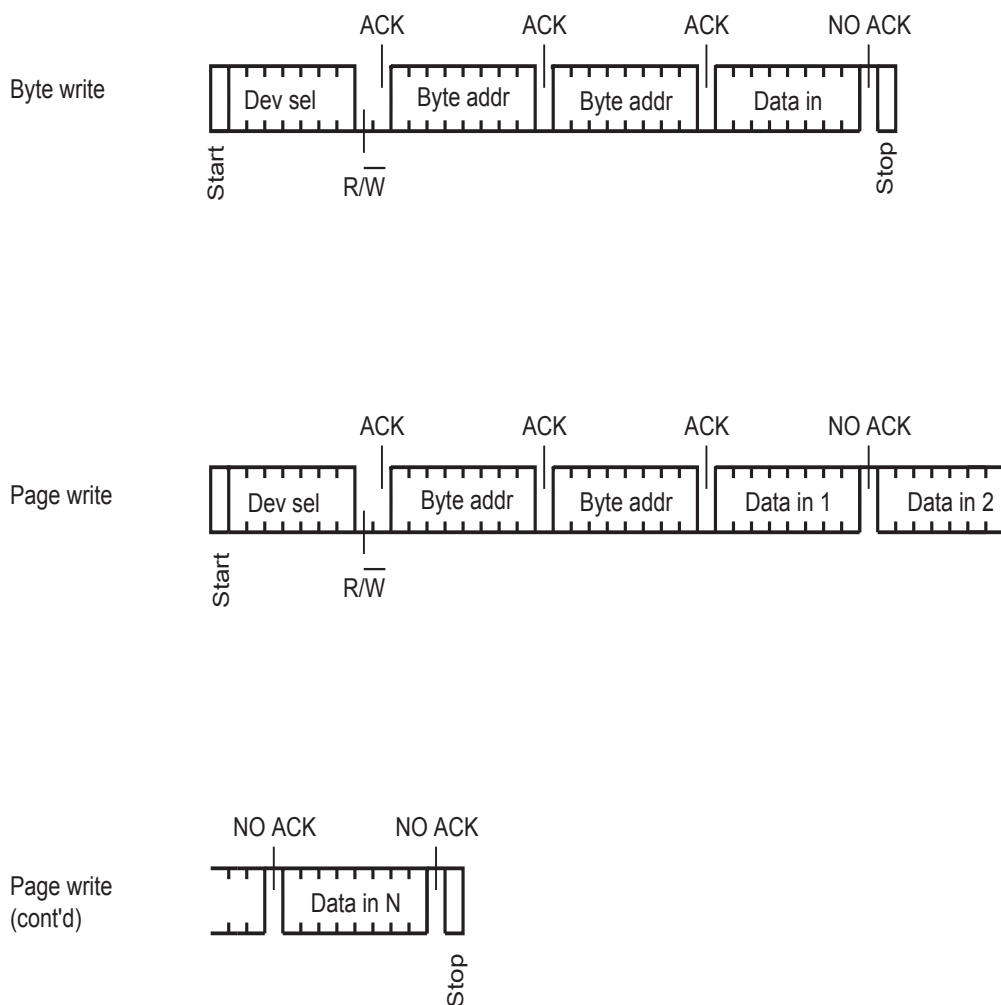 ACK ACK ACK NO ACK
Byte write
Dev sel Byte addr Byte addr Data in
Start
R/W̅
Stop
ACK ACK ACK NO ACK
Page write
Dev sel Byte addr Byte addr Data in 1 Data in 2
Start
R/W̅
NO ACK NO ACK
Page write
(cont'd)
Data in N
Stop